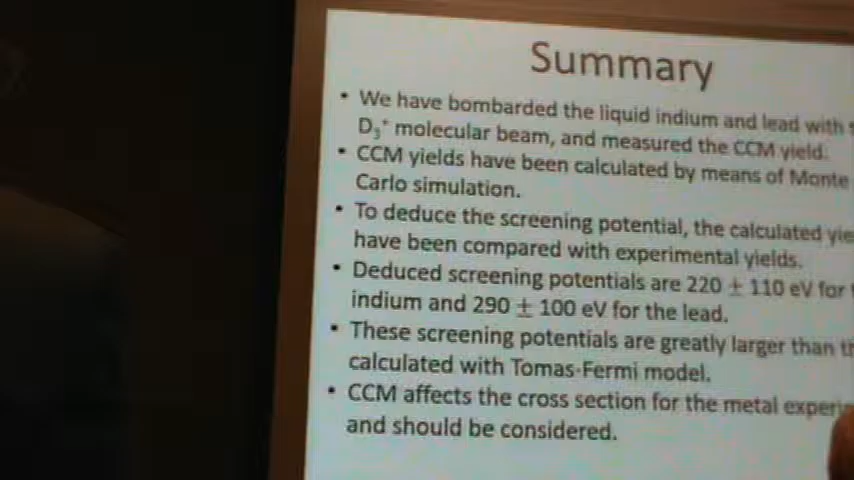 Summary
• We have bombarded the liquid indium and lead with
D₃⁺ molecular beam, and measured the CCM yield.
• CCM yields have been calculated by means of Monte
Carlo simulation.
• To deduce the screening potential, the calculated
have been compared with experimental yields.
• Deduced screening potentials are 220 ± 110 eV for
indium and 290 ± 100 eV for the lead.
• These screening potentials are greatly larger than
calculated with Tomas-Fermi model.
• CCM affects the cross section for the metal
and should be considered.